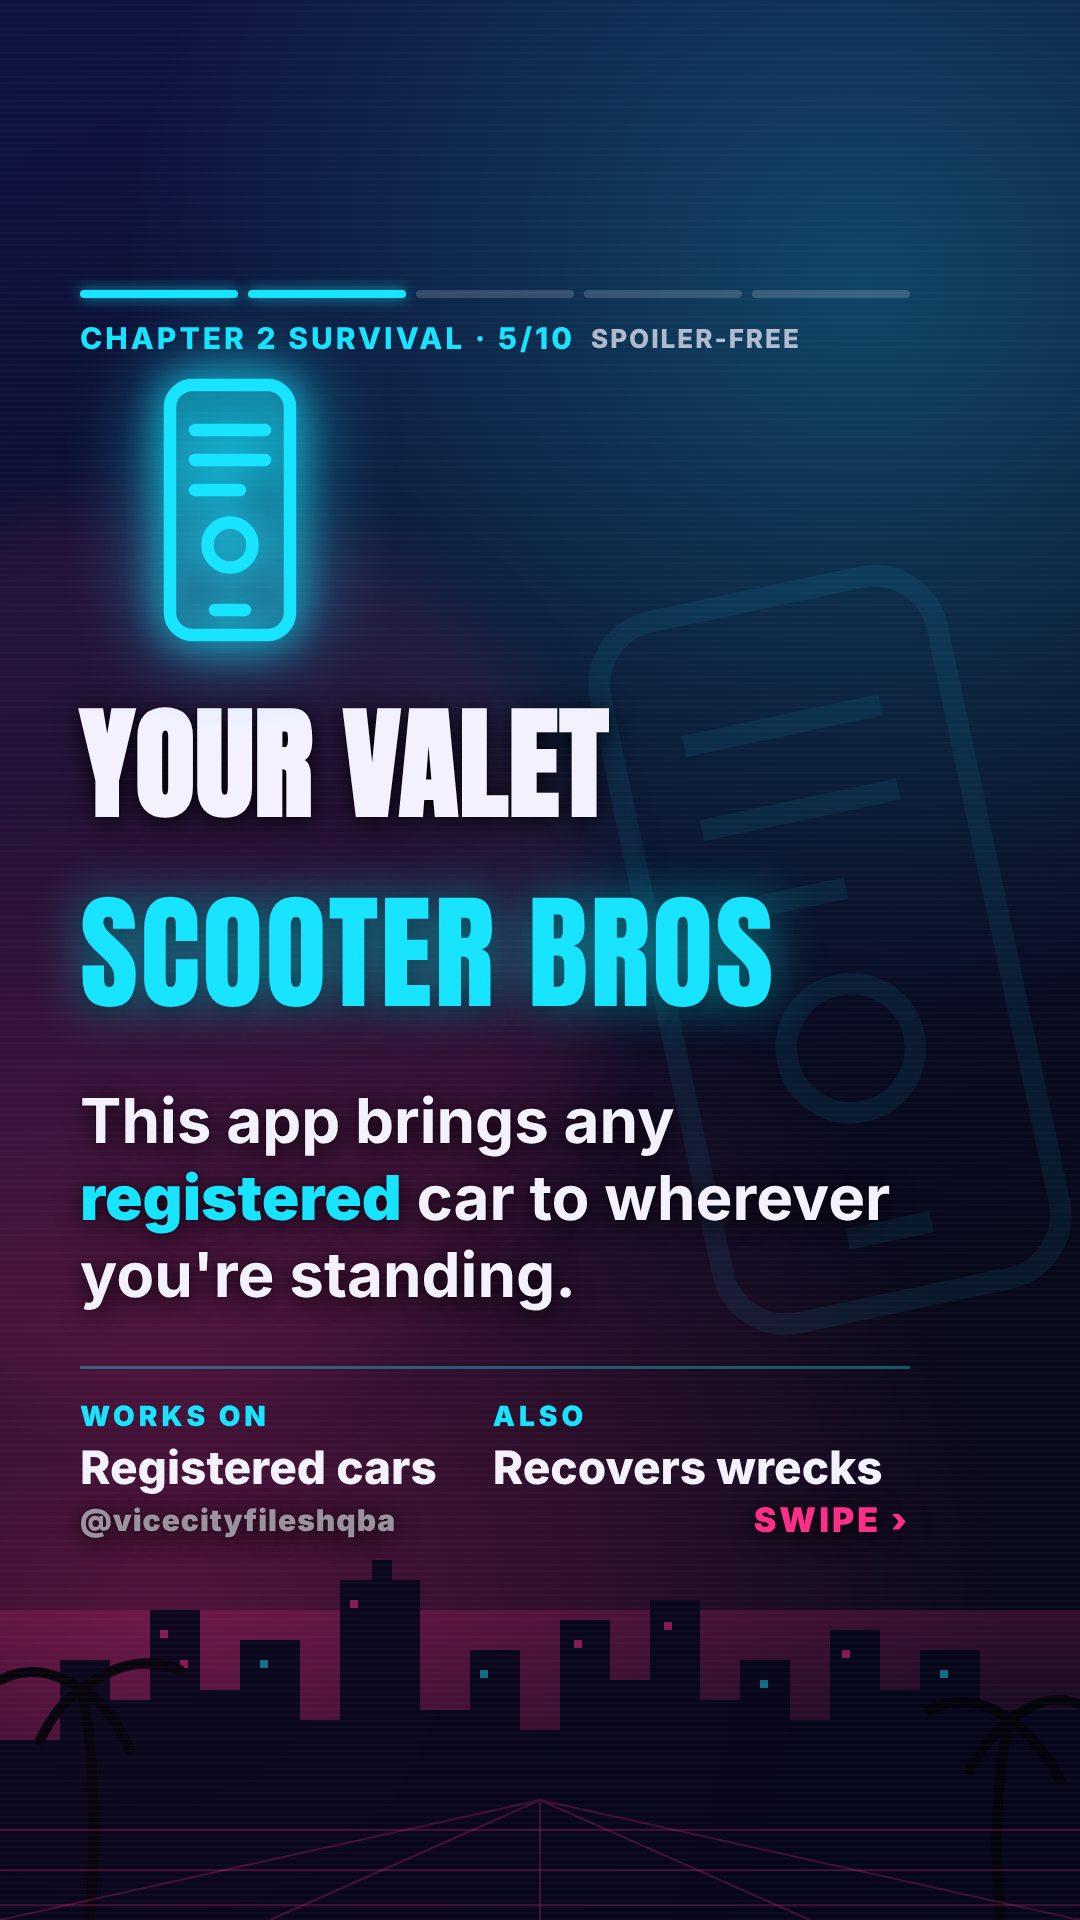 CHAPTER 2 SURVIVAL · 5/10 SPOILER-FREE
YOUR VALET
SCOOTER BROS
This app brings any
registered car to wherever
you're standing.
WORKS ON
Registered cars
ALSO
Recovers wrecks
@vicecityfileshqba
SWIPE ›